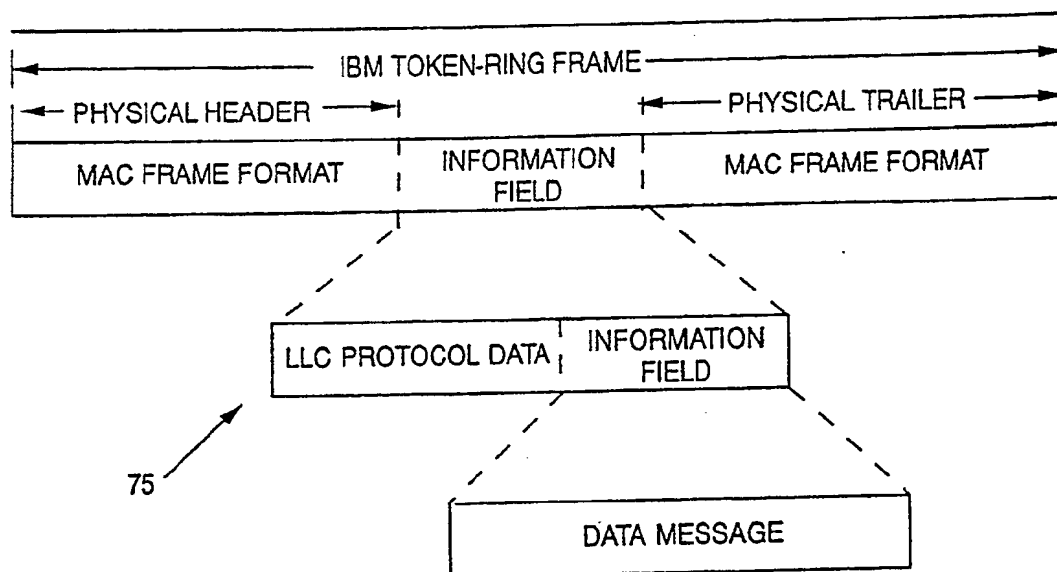 IBM TOKEN-RING FRAME
PHYSICAL HEADER
PHYSICAL TRAILER
MAC FRAME FORMAT
INFORMATION
FIELD
MAC FRAME FORMAT
LLC PROTOCOL DATA
INFORMATION
FIELD
75
DATA MESSAGE